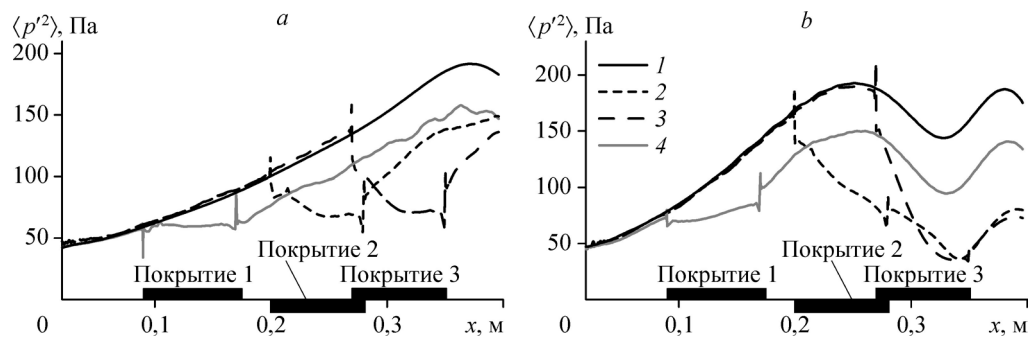 ⟨p′²⟩, Па
a
200
150
100
50
0
Покрытие 1
Покрытие 2
Покрытие 3
0,1
0,2
0,3
x, м
⟨p′²⟩, Па
b
200
150
100
50
0
1
2
3
4
Покрытие 1
Покрытие 2
Покрытие 3
0,1
0,2
0,3
x, м